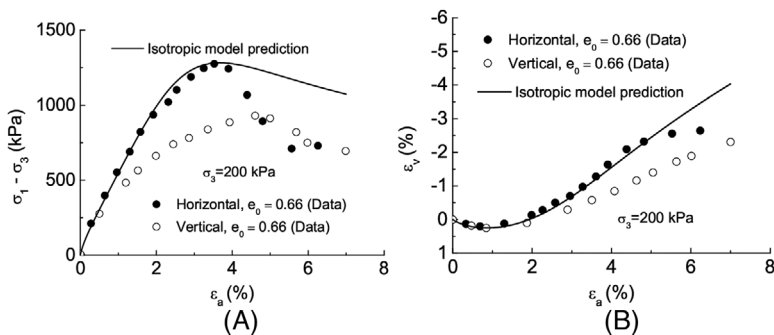 1500
1250
1000
750
500
250
0
σ₁ - σ₃ (kPa)
Isotropic model prediction
σ₃=200 kPa
Horizontal, e₀ = 0.66 (Data)
Vertical, e₀ = 0.66 (Data)
0 2 4 6 8
εₐ (%)
(A)
-6
-5
-4
-3
-2
-1
0
1
εᵥ (%)
Horizontal, e₀ = 0.66 (Data)
Vertical, e₀ = 0.66 (Data)
Isotropic model prediction
σ₃=200 kPa
0 2 4 6 8
εₐ (%)
(B)